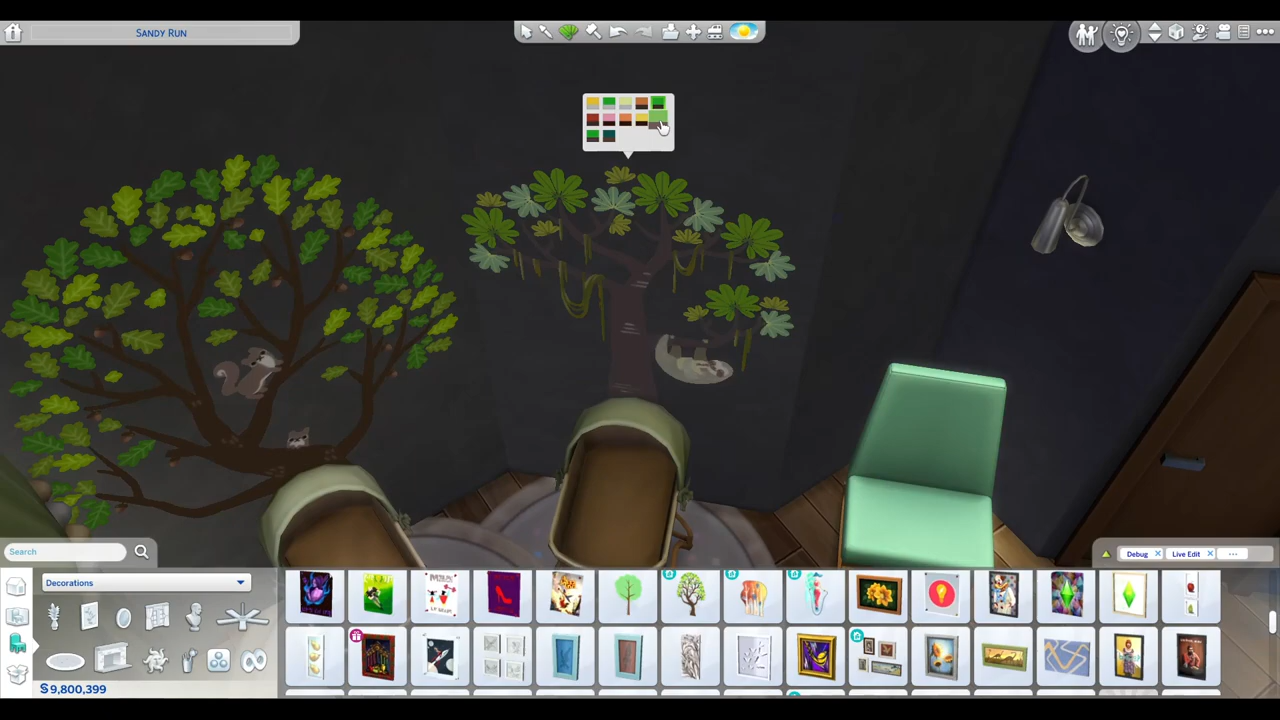 SANDY RUN
Search
Debug
Live Edit
Decorations
§9,800,399